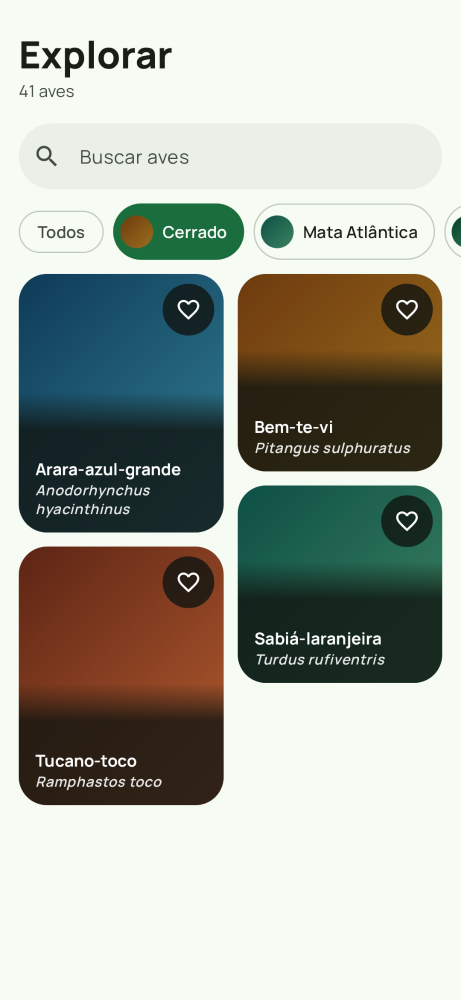 Explorar
41 aves
Buscar aves
Todos
Cerrado
Mata Atlântica
Arara-azul-grande
Anodorhynchus
hyacinthinus
Bem-te-vi
Pitangus sulphuratus
Sabiá-laranjeira
Turdus rufiventris
Tucano-toco
Ramphastos toco